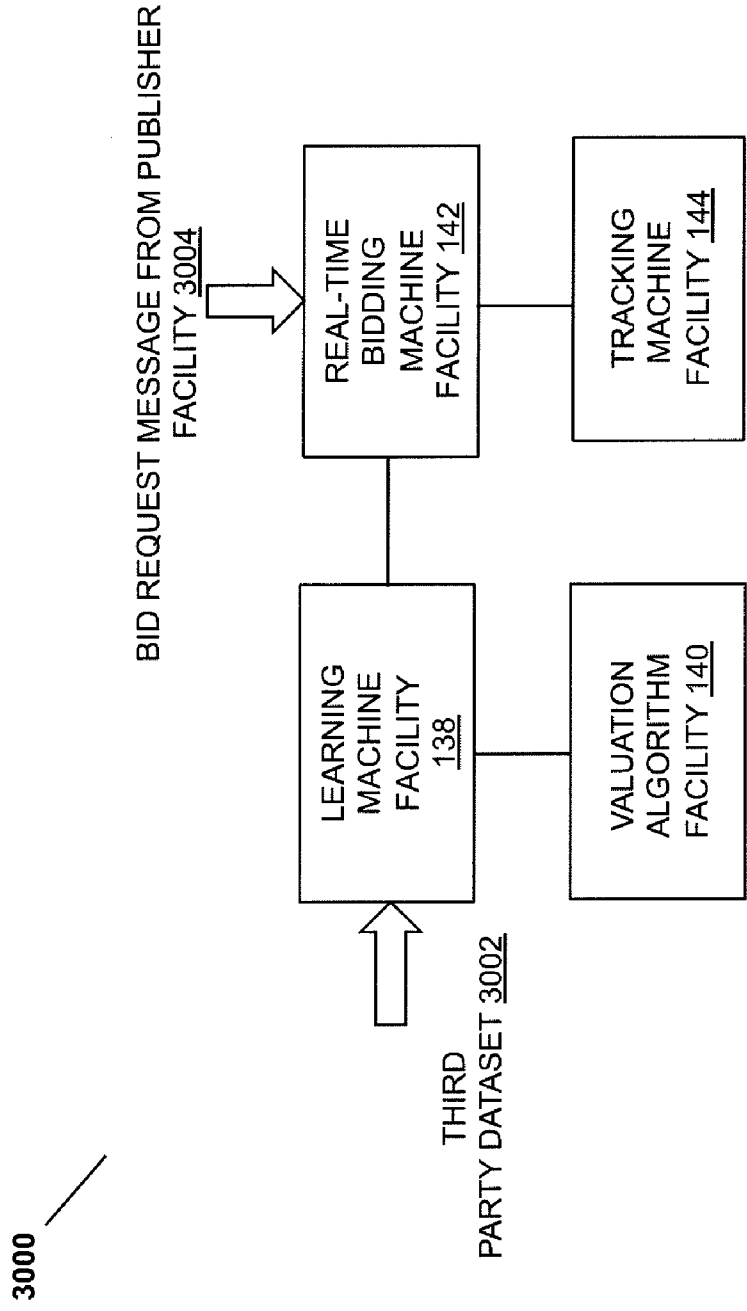 3000
BID REQUEST MESSAGE FROM PUBLISHER
FACILITY 3004
THIRD
PARTY DATASET 3002
LEARNING
MACHINE
FACILITY
138
REAL-TIME
BIDDING
MACHINE
FACILITY 142
VALUATION
ALGORITHM
FACILITY 140
TRACKING
MACHINE
FACILITY 144